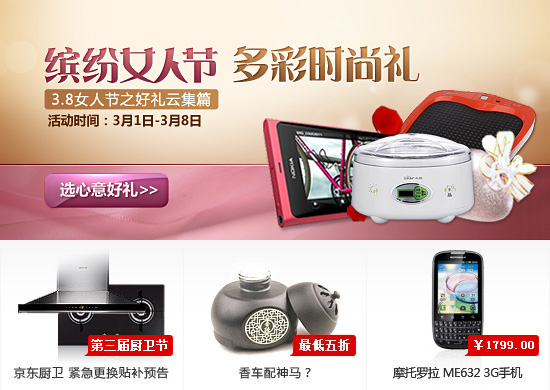 缤纷女人节 多彩时尚礼
3.8女人节之好礼云集篇
活动时间：3月1日-3月8日
NOKIA
选心意好礼>>
第三届厨卫节
最低五折
MOTOROLA
￥1799.00
京东厨卫 紧急更换贴补预告
香车配神马？
摩托罗拉 ME632 3G手机